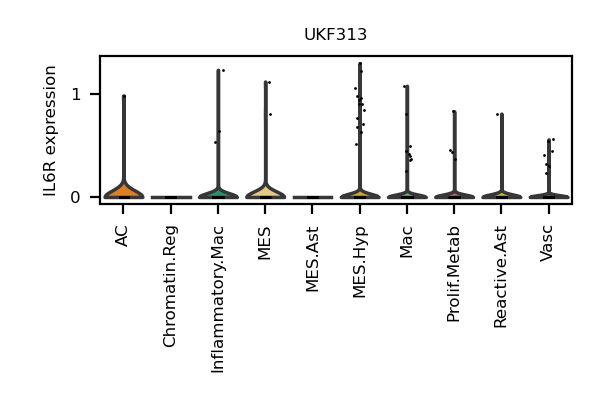 UKF313
IL6R expression
1
0
AC
Chromatin.Reg
Inflammatory.Mac
MES
MES.Ast
MES.Hyp
Mac
Prolif.Metab
Reactive.Ast
Vasc